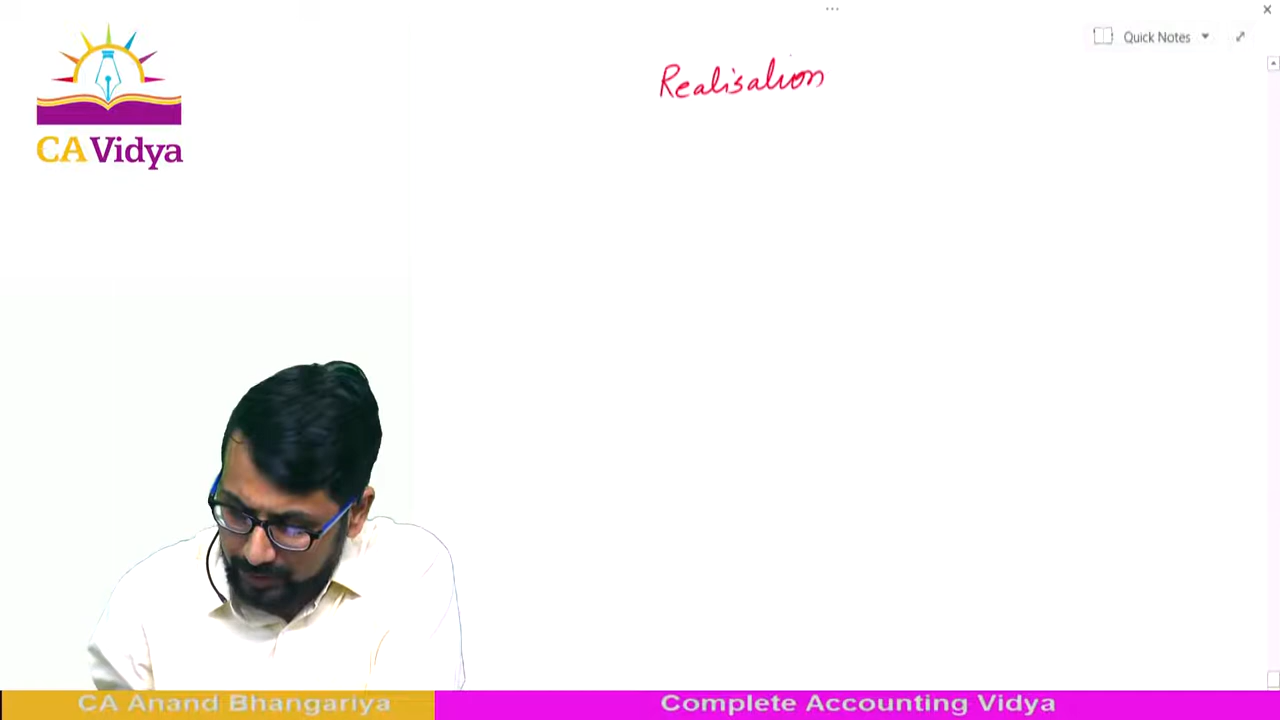 Quick Notes
Realisation
CA Vidya
CA Anand Bhangariya
Complete Accounting Vidya